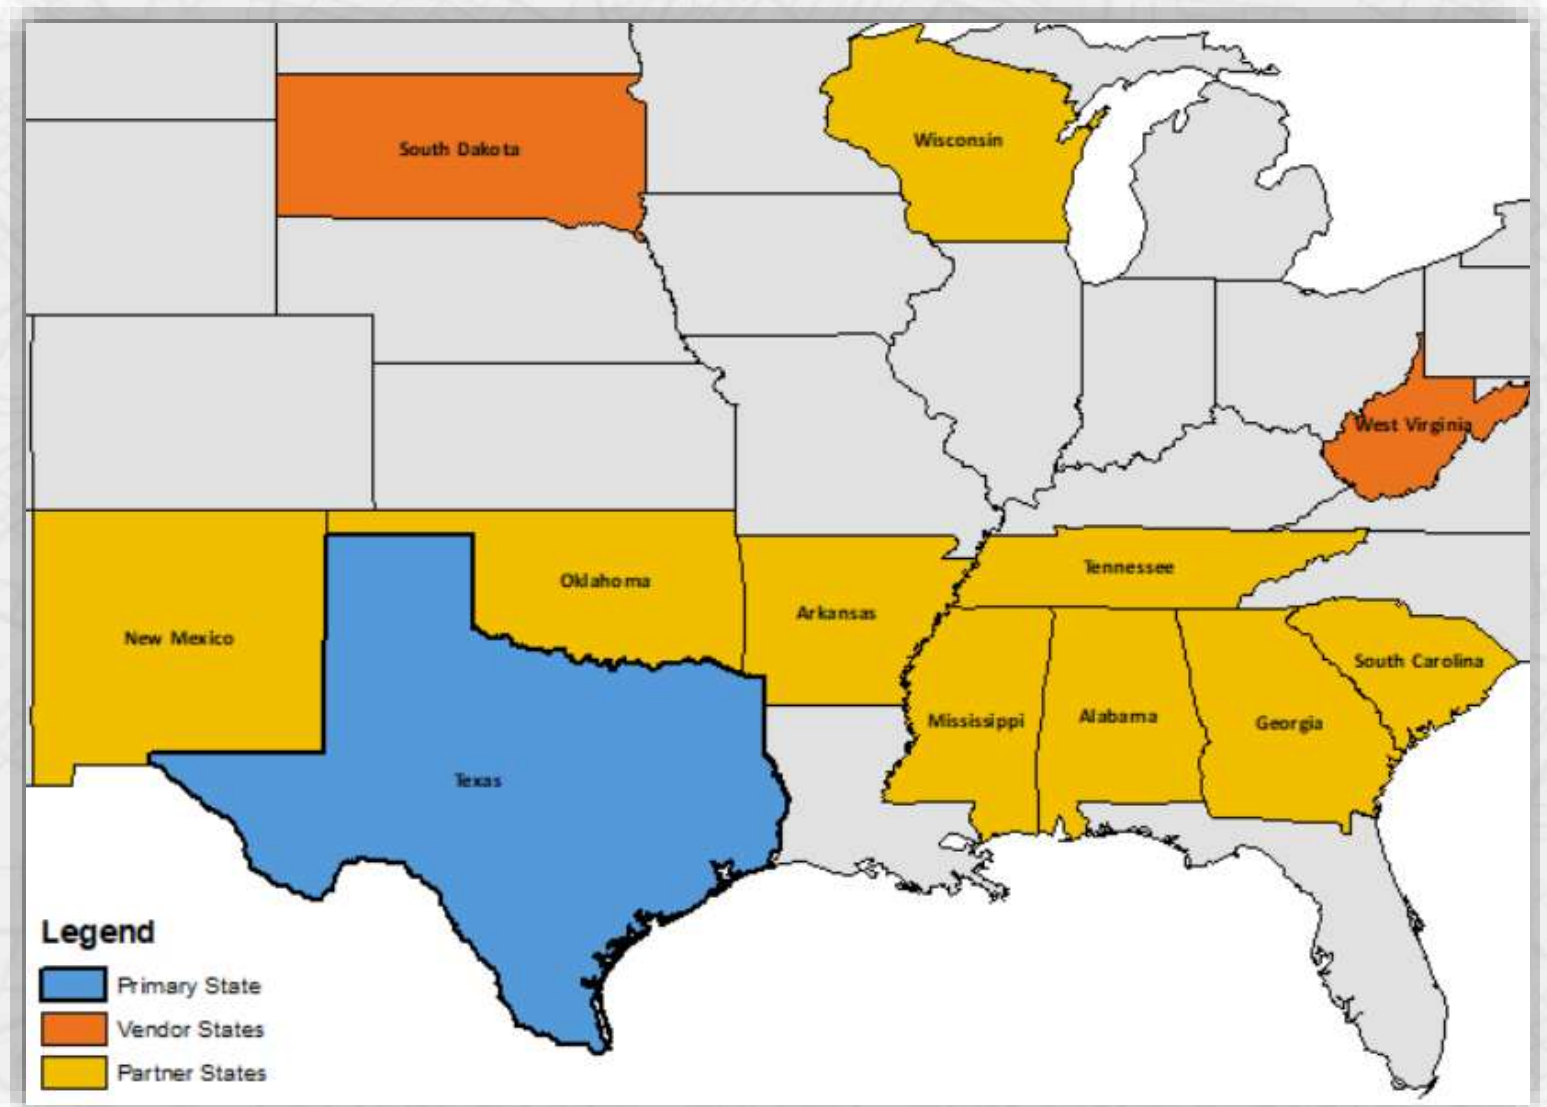 South Dakota
Wisconsin
West Virginia
Tennessee
Oklahoma
Arkansas
New Mexico
South Carolina
Mississippi
Alabama
Georgia
Texas
Legend
Primary State
Vendor States
Partner States